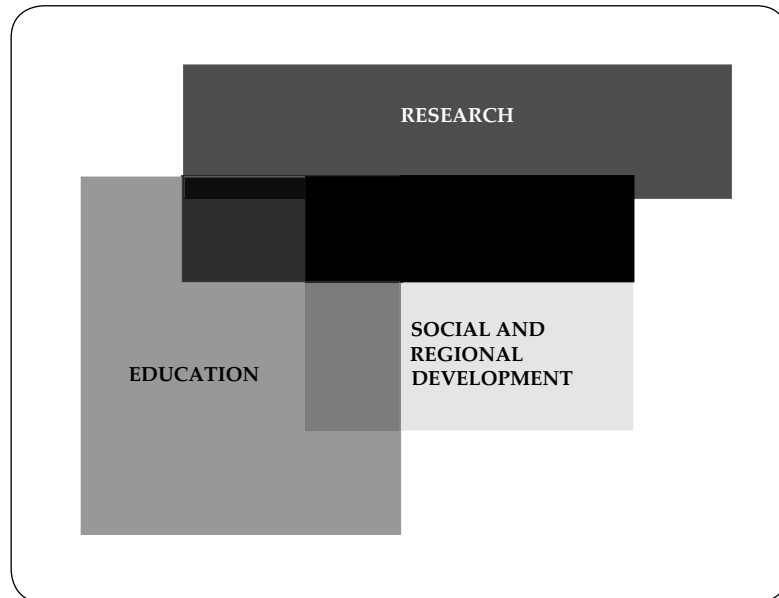 RESEARCH
SOCIAL AND
REGIONAL
DEVELOPMENT
EDUCATION